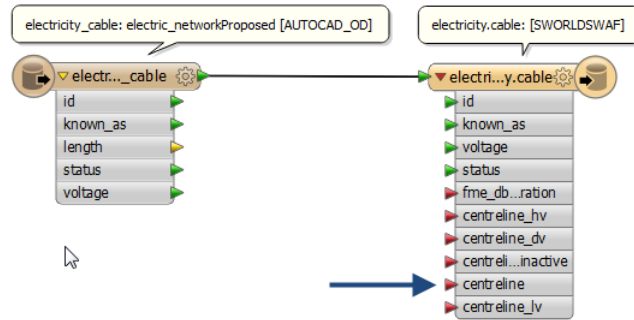 electricity_cable: electric_networkProposed [AUTOCAD_OD]
electricity.cable: [SWORLDSWAF]
electr..._cable
id
known_as
length
status
voltage
electri...y.cable
id
known_as
voltage
status
fme_db...ration
centreline_hv
centreline_dv
centreli...inactive
centreline
centreline_lv